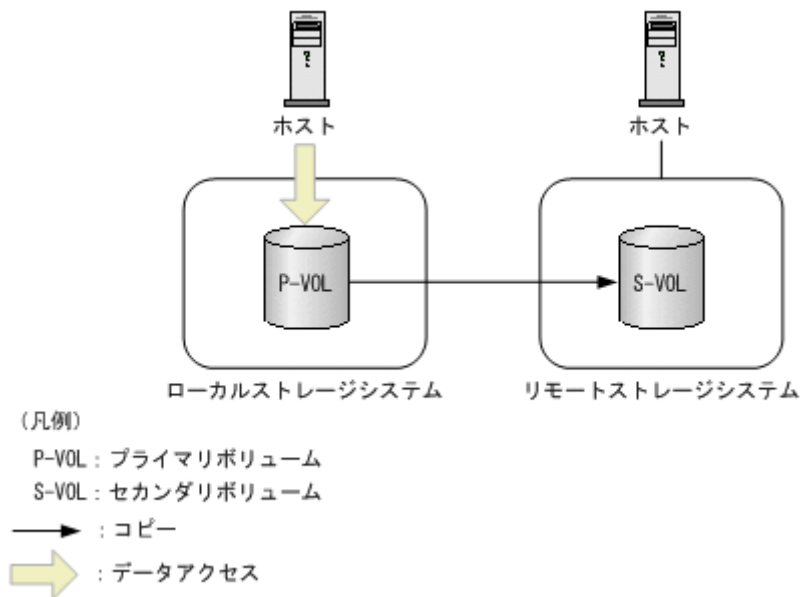 ホスト
ホスト
P-VOL
S-VOL
ローカルストレージシステム
リモートストレージシステム
(凡例)
P-VOL：プライマリボリューム
S-VOL：セカンダリボリューム
：コピー
：データアクセス